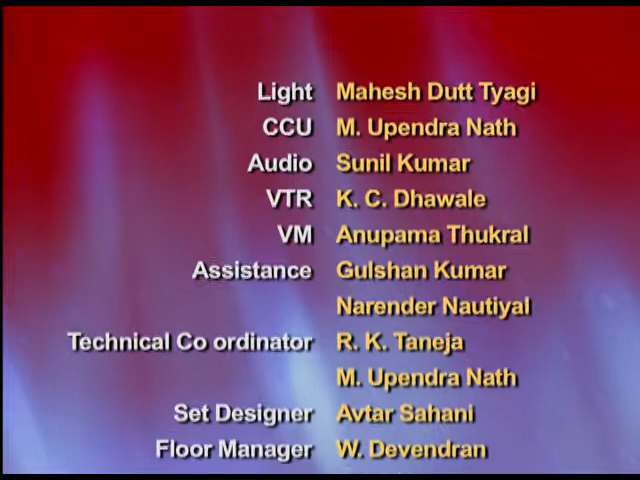 Light Mahesh Dutt Tyagi
CCU M. Upendra Nath
Audio Sunil Kumar
VTR K. C. Dhawale
VM Anupama Thukral
Assistance Gulshan Kumar
Narender Nautiyal
Technical Co ordinator R. K. Taneja
M. Upendra Nath
Set Designer Avtar Sahani
Floor Manager W. Devendran